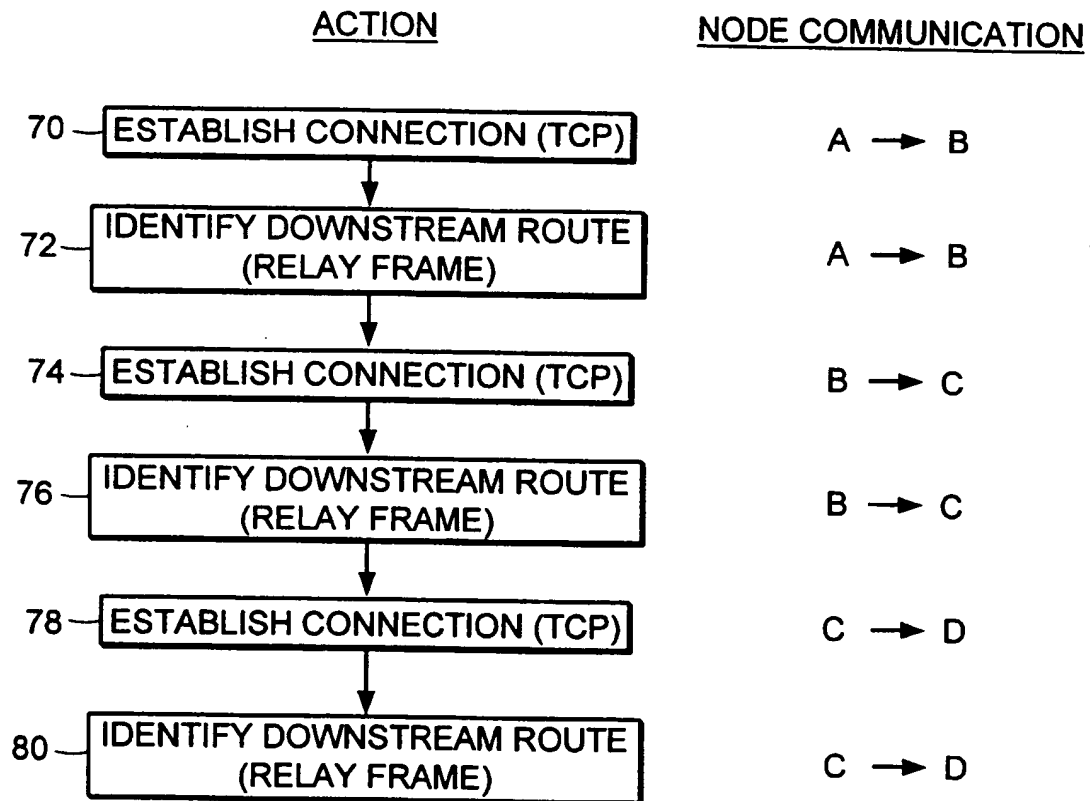 ACTION NODE COMMUNICATION
70 ESTABLISH CONNECTION (TCP) A B
72 IDENTIFY DOWNSTREAM ROUTE
(RELAY FRAME) A B
74 ESTABLISH CONNECTION (TCP) B C
76 IDENTIFY DOWNSTREAM ROUTE
(RELAY FRAME) B C
78 ESTABLISH CONNECTION (TCP) C D
80 IDENTIFY DOWNSTREAM ROUTE
(RELAY FRAME) C D